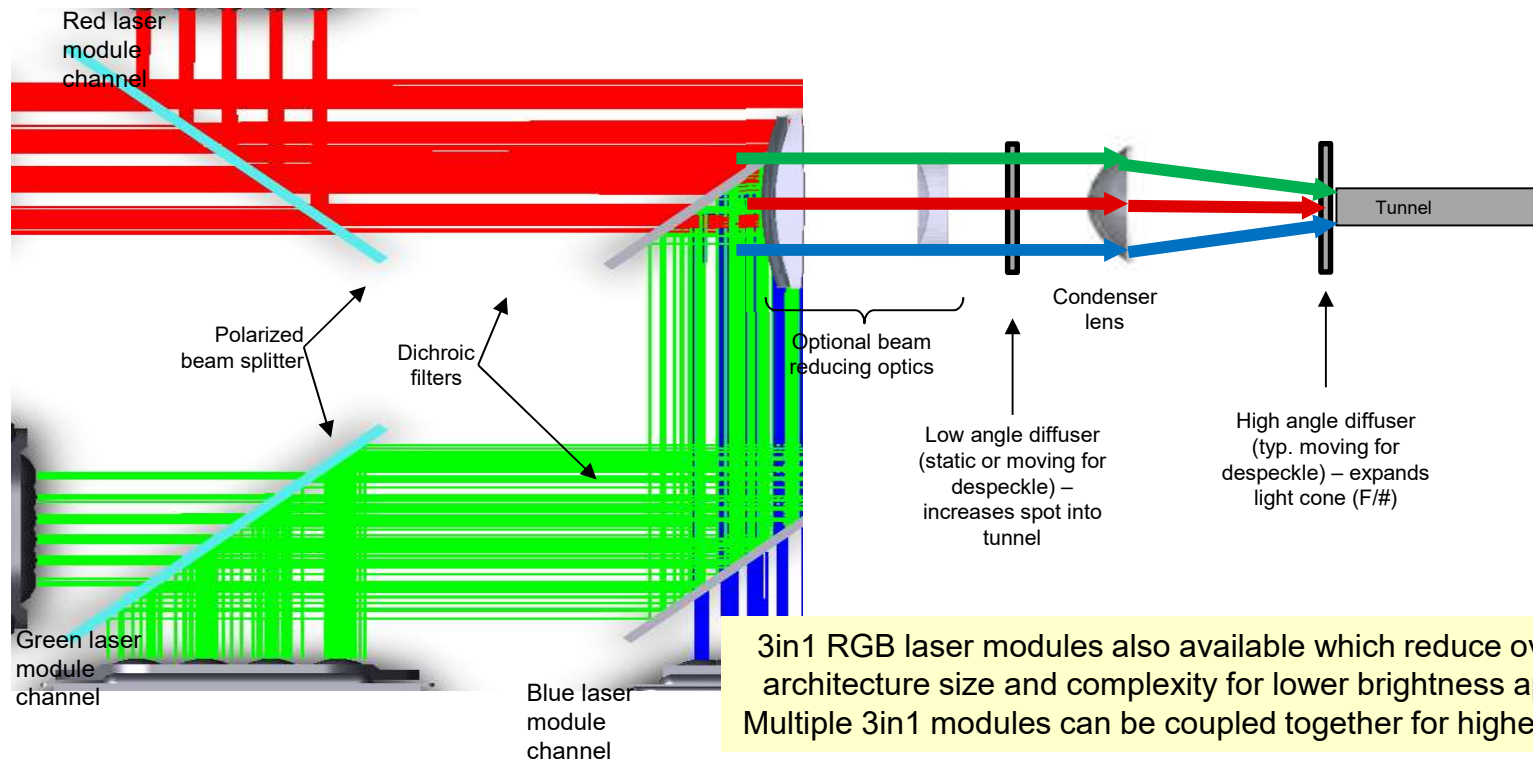 Red laser
module
channel
Tunnel
Polarized
beam splitter
Dichroic
filters
Optional beam
reducing optics
Condenser
lens
Low angle diffuser
(static or moving for
despeckle) –
increases spot into
tunnel
High angle diffuser
(typ. moving for
despeckle) – expands
light cone (F/#)
Green laser
module
channel
Blue laser
module
channel
3in1 RGB laser modules also available which reduce
architecture size and complexity for lower brightness
Multiple 3in1 modules can be coupled together for